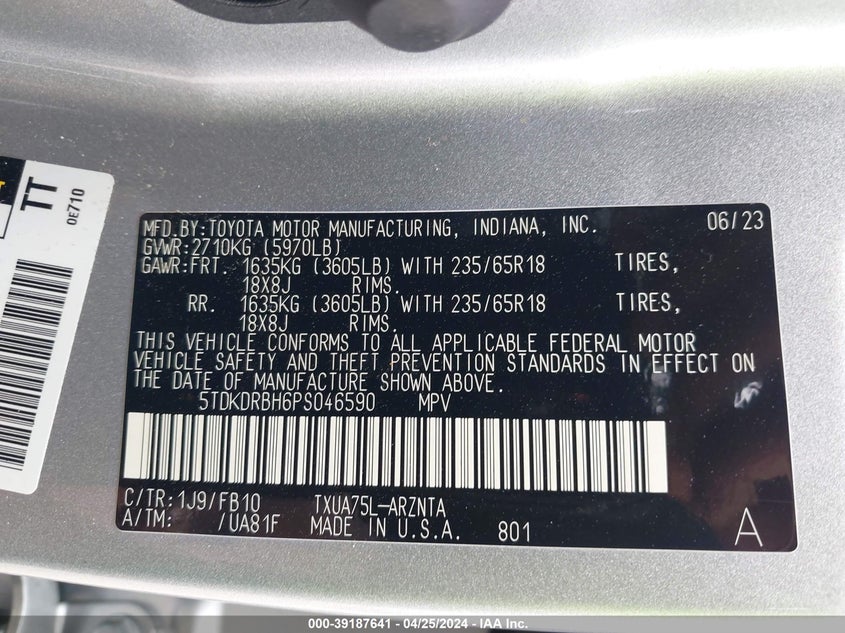 TT
0E710
MFD.BY:TOYOTA MOTOR MANUFACTURING, INDIANA, INC. 06/23
GVWR:2710KG (5970LB)
GAWR:FRT. 1635KG (3605LB) WITH 235/65R18 TIRES,
18X8J RIMS.
RR. 1635KG (3605LB) WITH 235/65R18 TIRES,
18X8J RIMS.
THIS VEHICLE CONFORMS TO ALL APPLICABLE FEDERAL MOTOR
VEHICLE SAFETY AND THEFT PREVENTION STANDARDS IN EFFECT ON
THE DATE OF MANUFACTURE SHOWN ABOVE.
5TDKDRBH6PS046590 MPV
C/TR:1J9/FB10 TXUA75L-ARZNTA
A/TM: /UA81F MADE IN U.S.A. 801 A
000-39187641 - 04/25/2024 - IAA Inc.